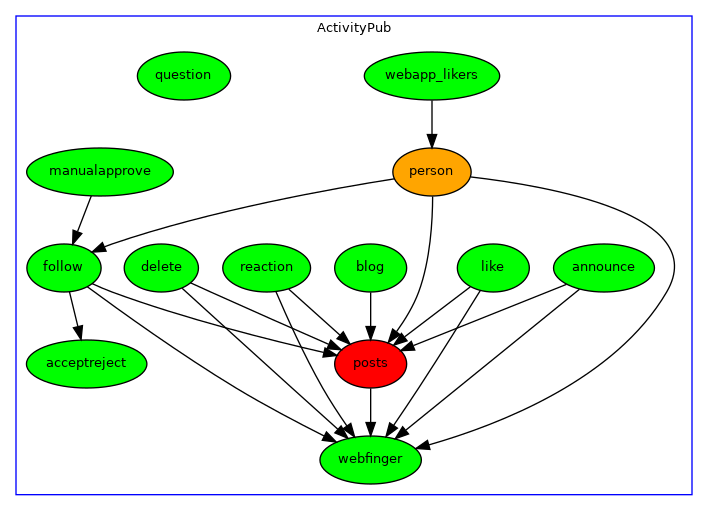 ActivityPub
question
webapp_likers
manualapprove
person
follow
delete
reaction
blog
like
announce
acceptreject
posts
webfinger